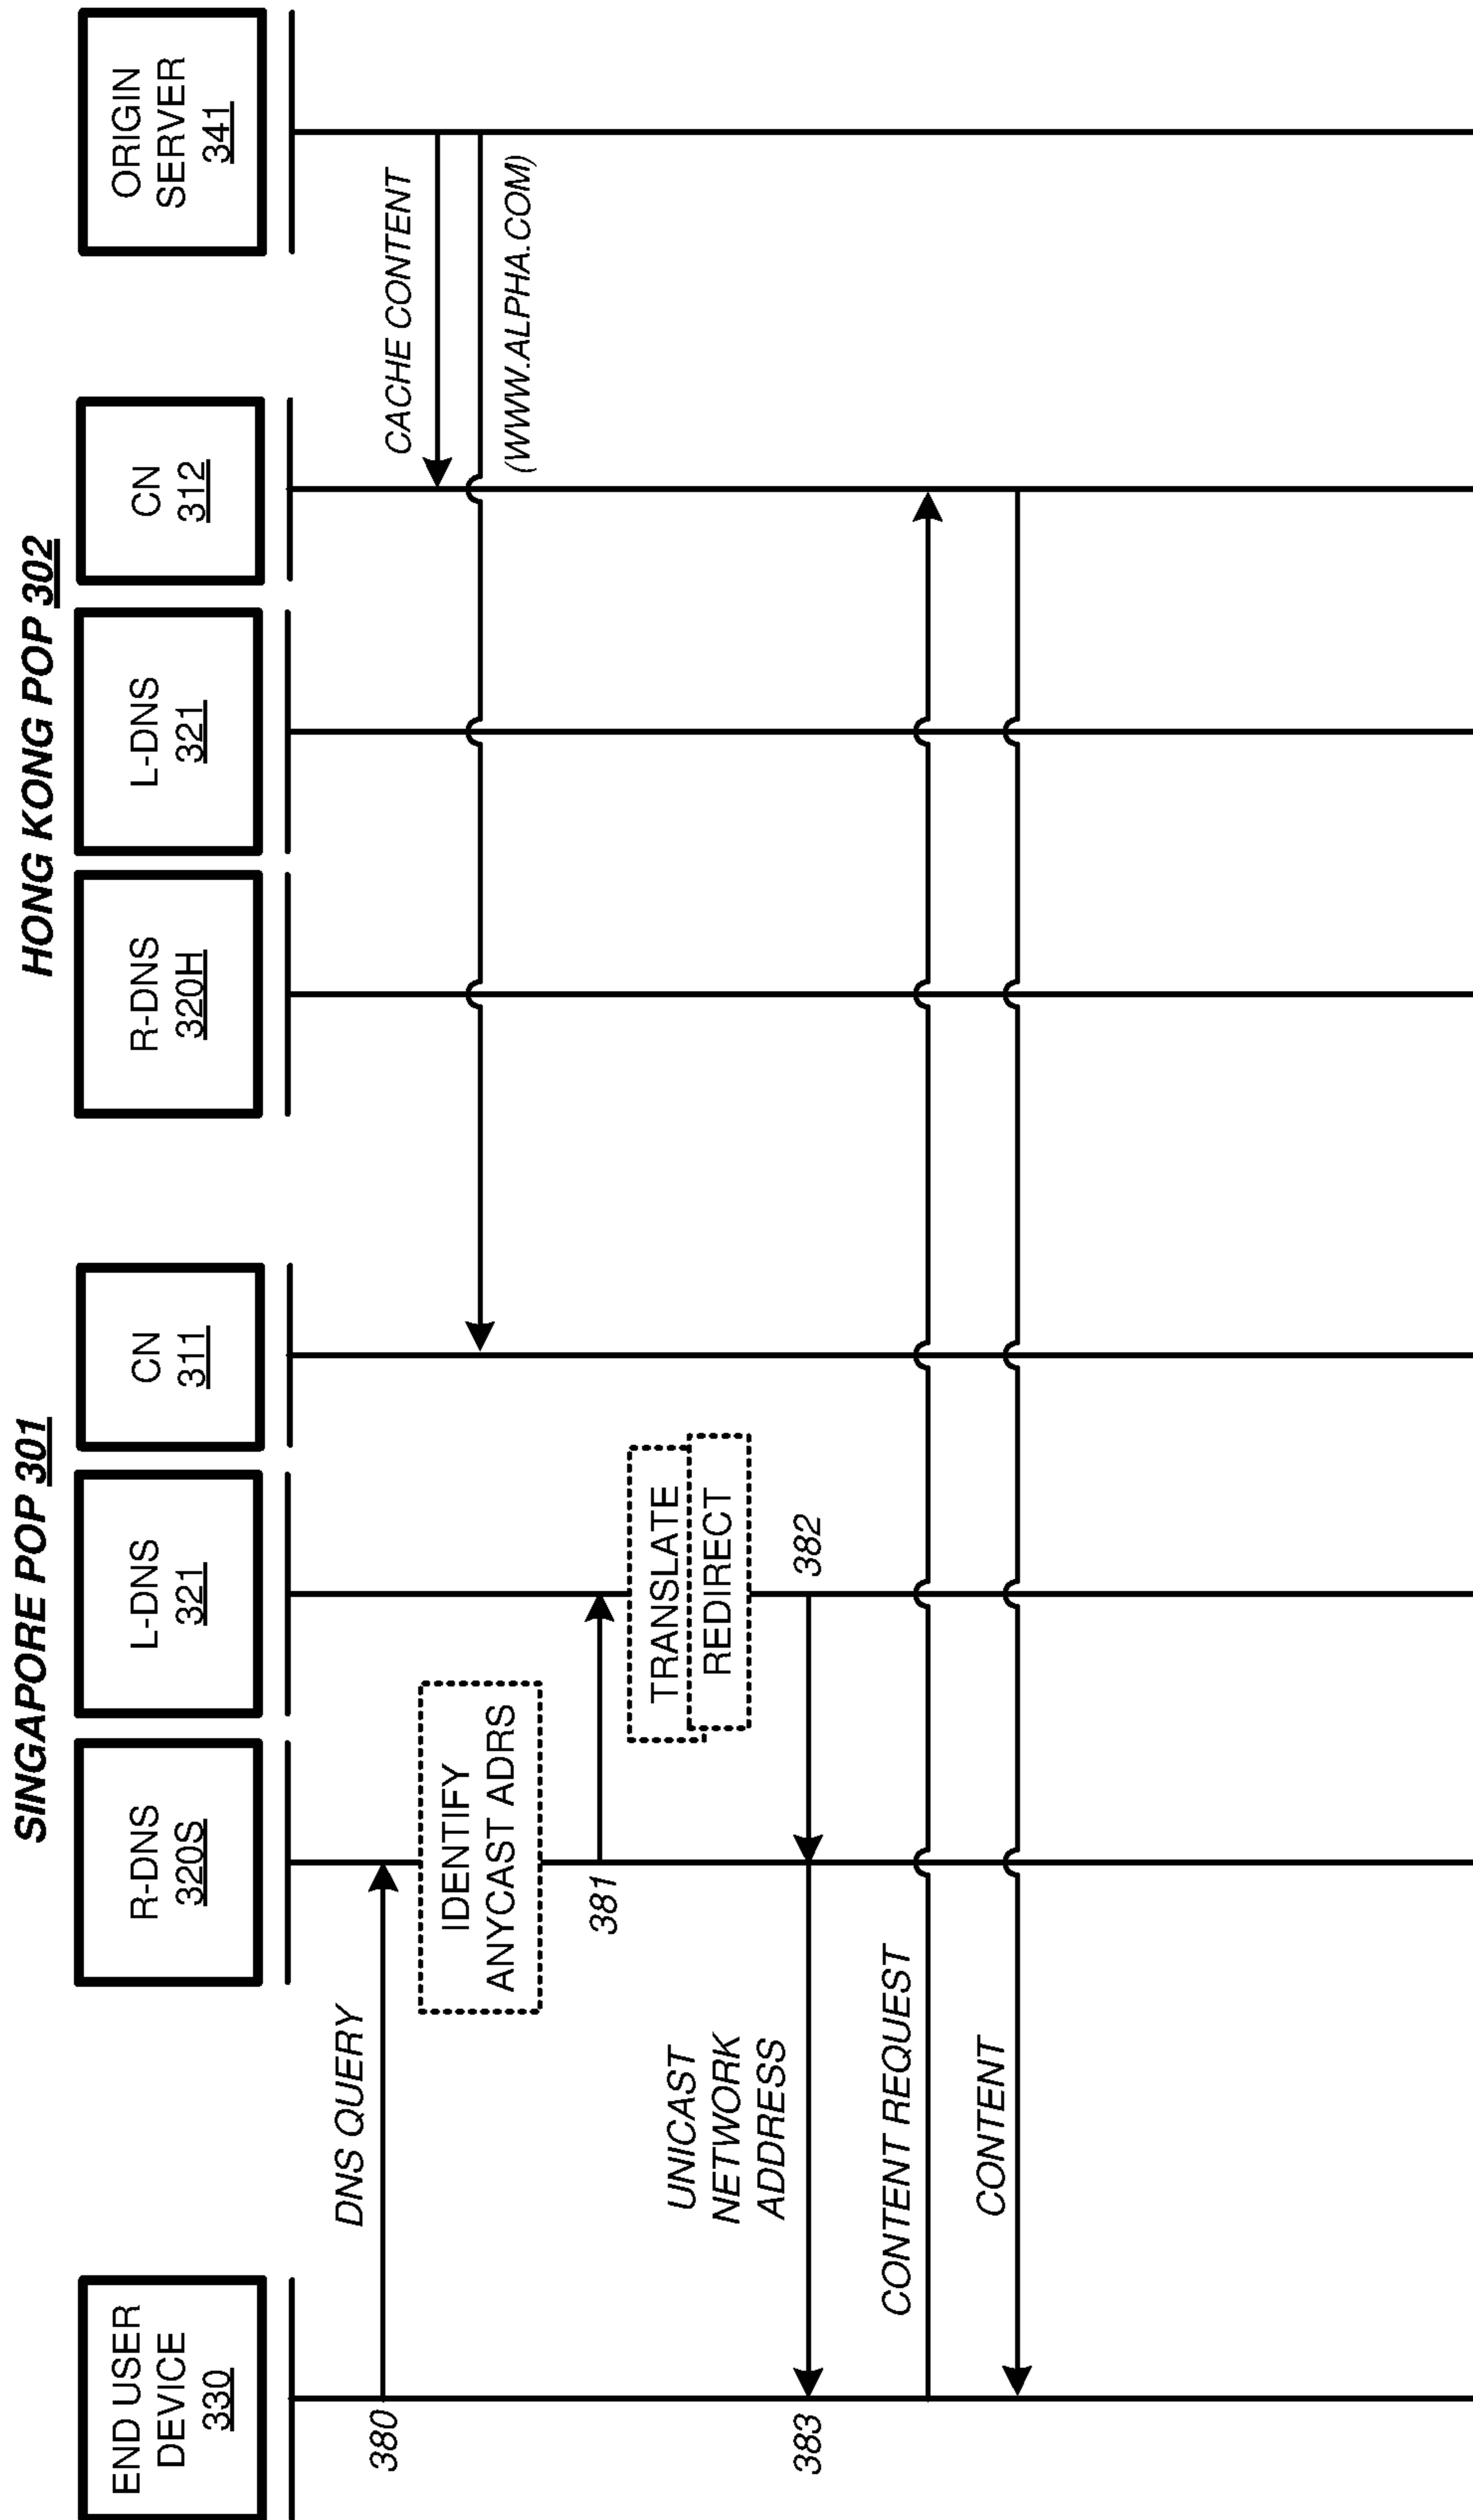 SINGAPORE POP 301
HONG KONG POP 302
END USER
DEVICE
330
R-DNS
320S
L-DNS
321
CN
311
R-DNS
320H
L-DNS
321
CN
312
ORIGIN
SERVER
341
380
DNS QUERY
CACHE CONTENT
(WWW.ALPHA.COM)
IDENTIFY
ANYCAST ADRS
381
TRANSLATE
REDIRECT
UNICAST
NETWORK
ADDRESS
382
383
CONTENT REQUEST
CONTENT